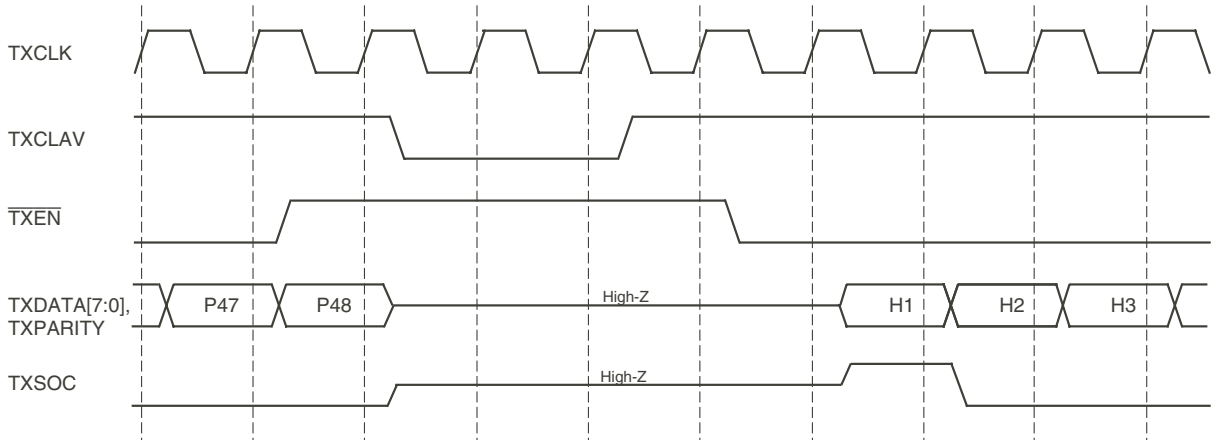 TXCLK
TXCLAV
TXEN
TXDATA[7:0],
TXPARITY
P47
P48
High-Z
H1
H2
H3
TXSOC
High-Z